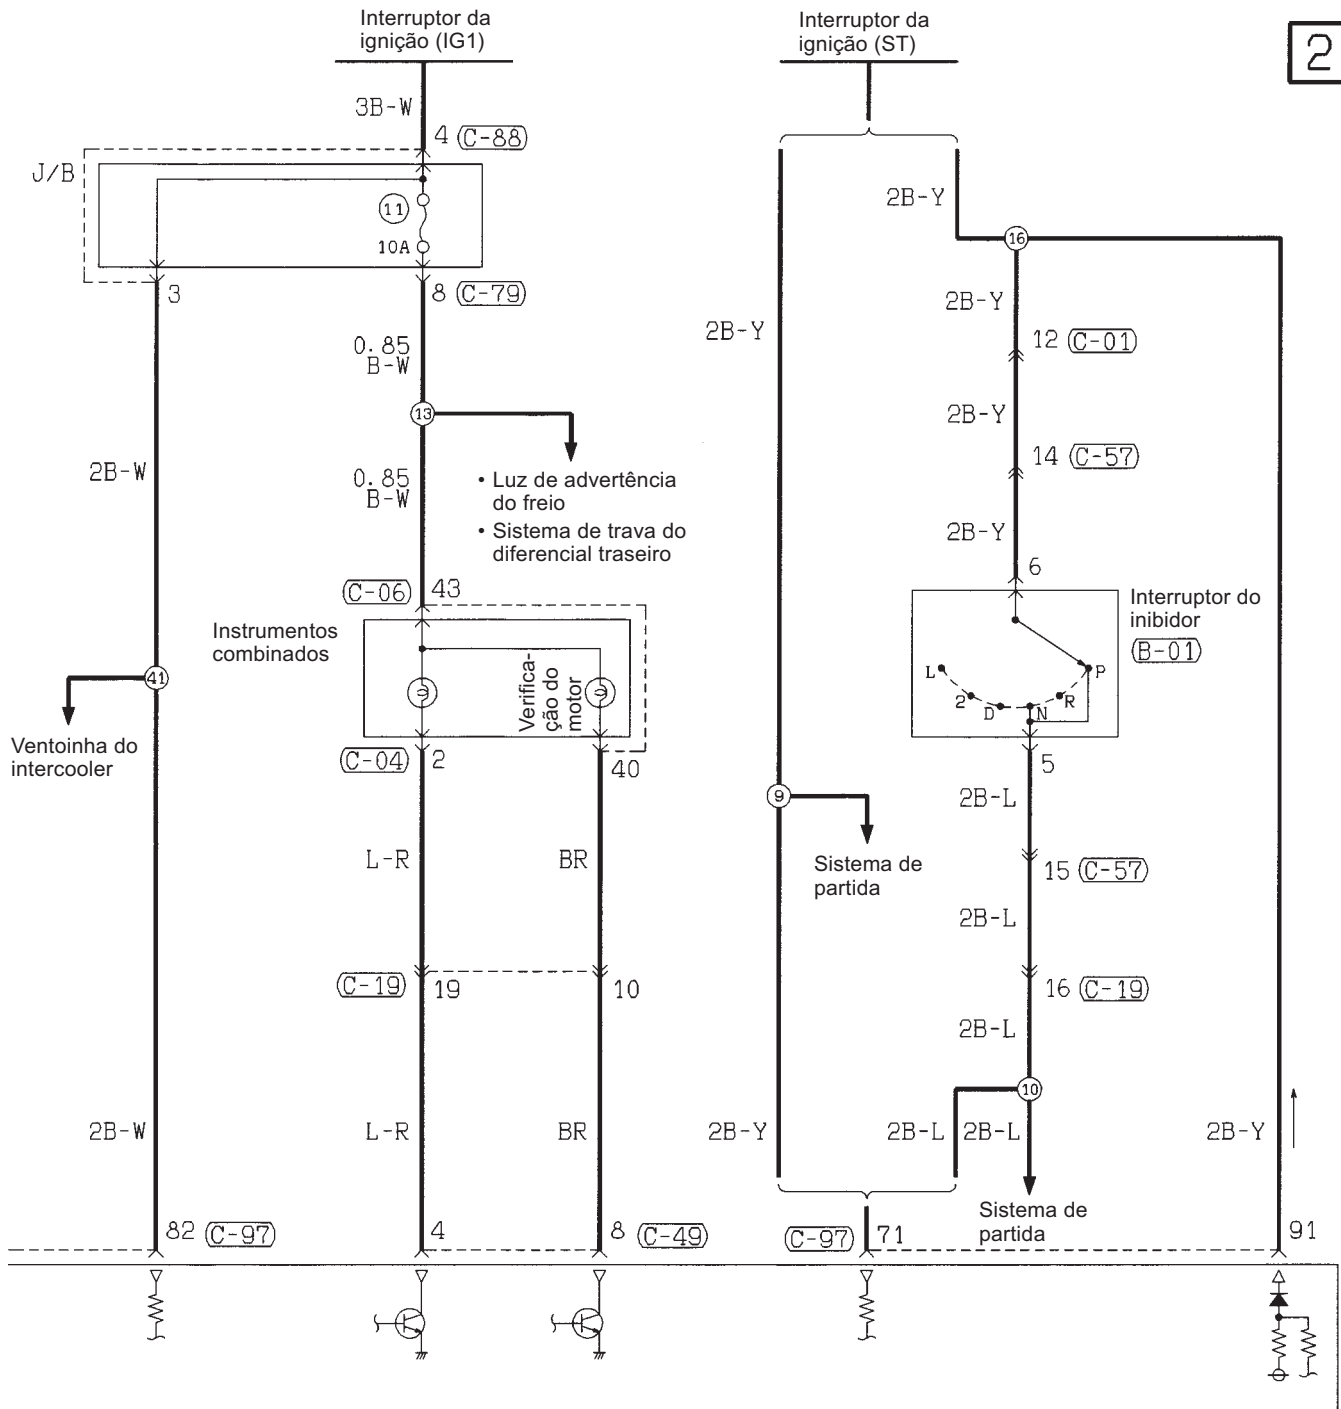 Interruptor da
ignição (IG1)
Interruptor da
ignição (ST)
2
3B-W
4 (C-88)
J/B
11
10A
2B-Y
16
3
8 (C-79)
2B-Y
2B-Y
0.85
B-W
12 (C-01)
13
2B-Y
2B-W
0.85
B-W
14 (C-57)
• Luz de advertência
do freio
• Sistema de trava do
diferencial traseiro
2B-Y
(C-06) 43
6
Instrumentos
combinados
Verifica-
ção do
motor
Interruptor do
inibidor
(B-01)
L
2
D
N
R
P
41
Ventoinha do
intercooler
(C-04) 2
40
5
9
2B-L
L-R
BR
Sistema de
partida
15 (C-57)
2B-L
(C-19) 19
10
16 (C-19)
2B-L
10
2B-W
L-R
BR
2B-Y
2B-L
2B-L
2B-Y
Sistema de
partida
82 (C-97)
4
8 (C-49)
(C-97) 71
91